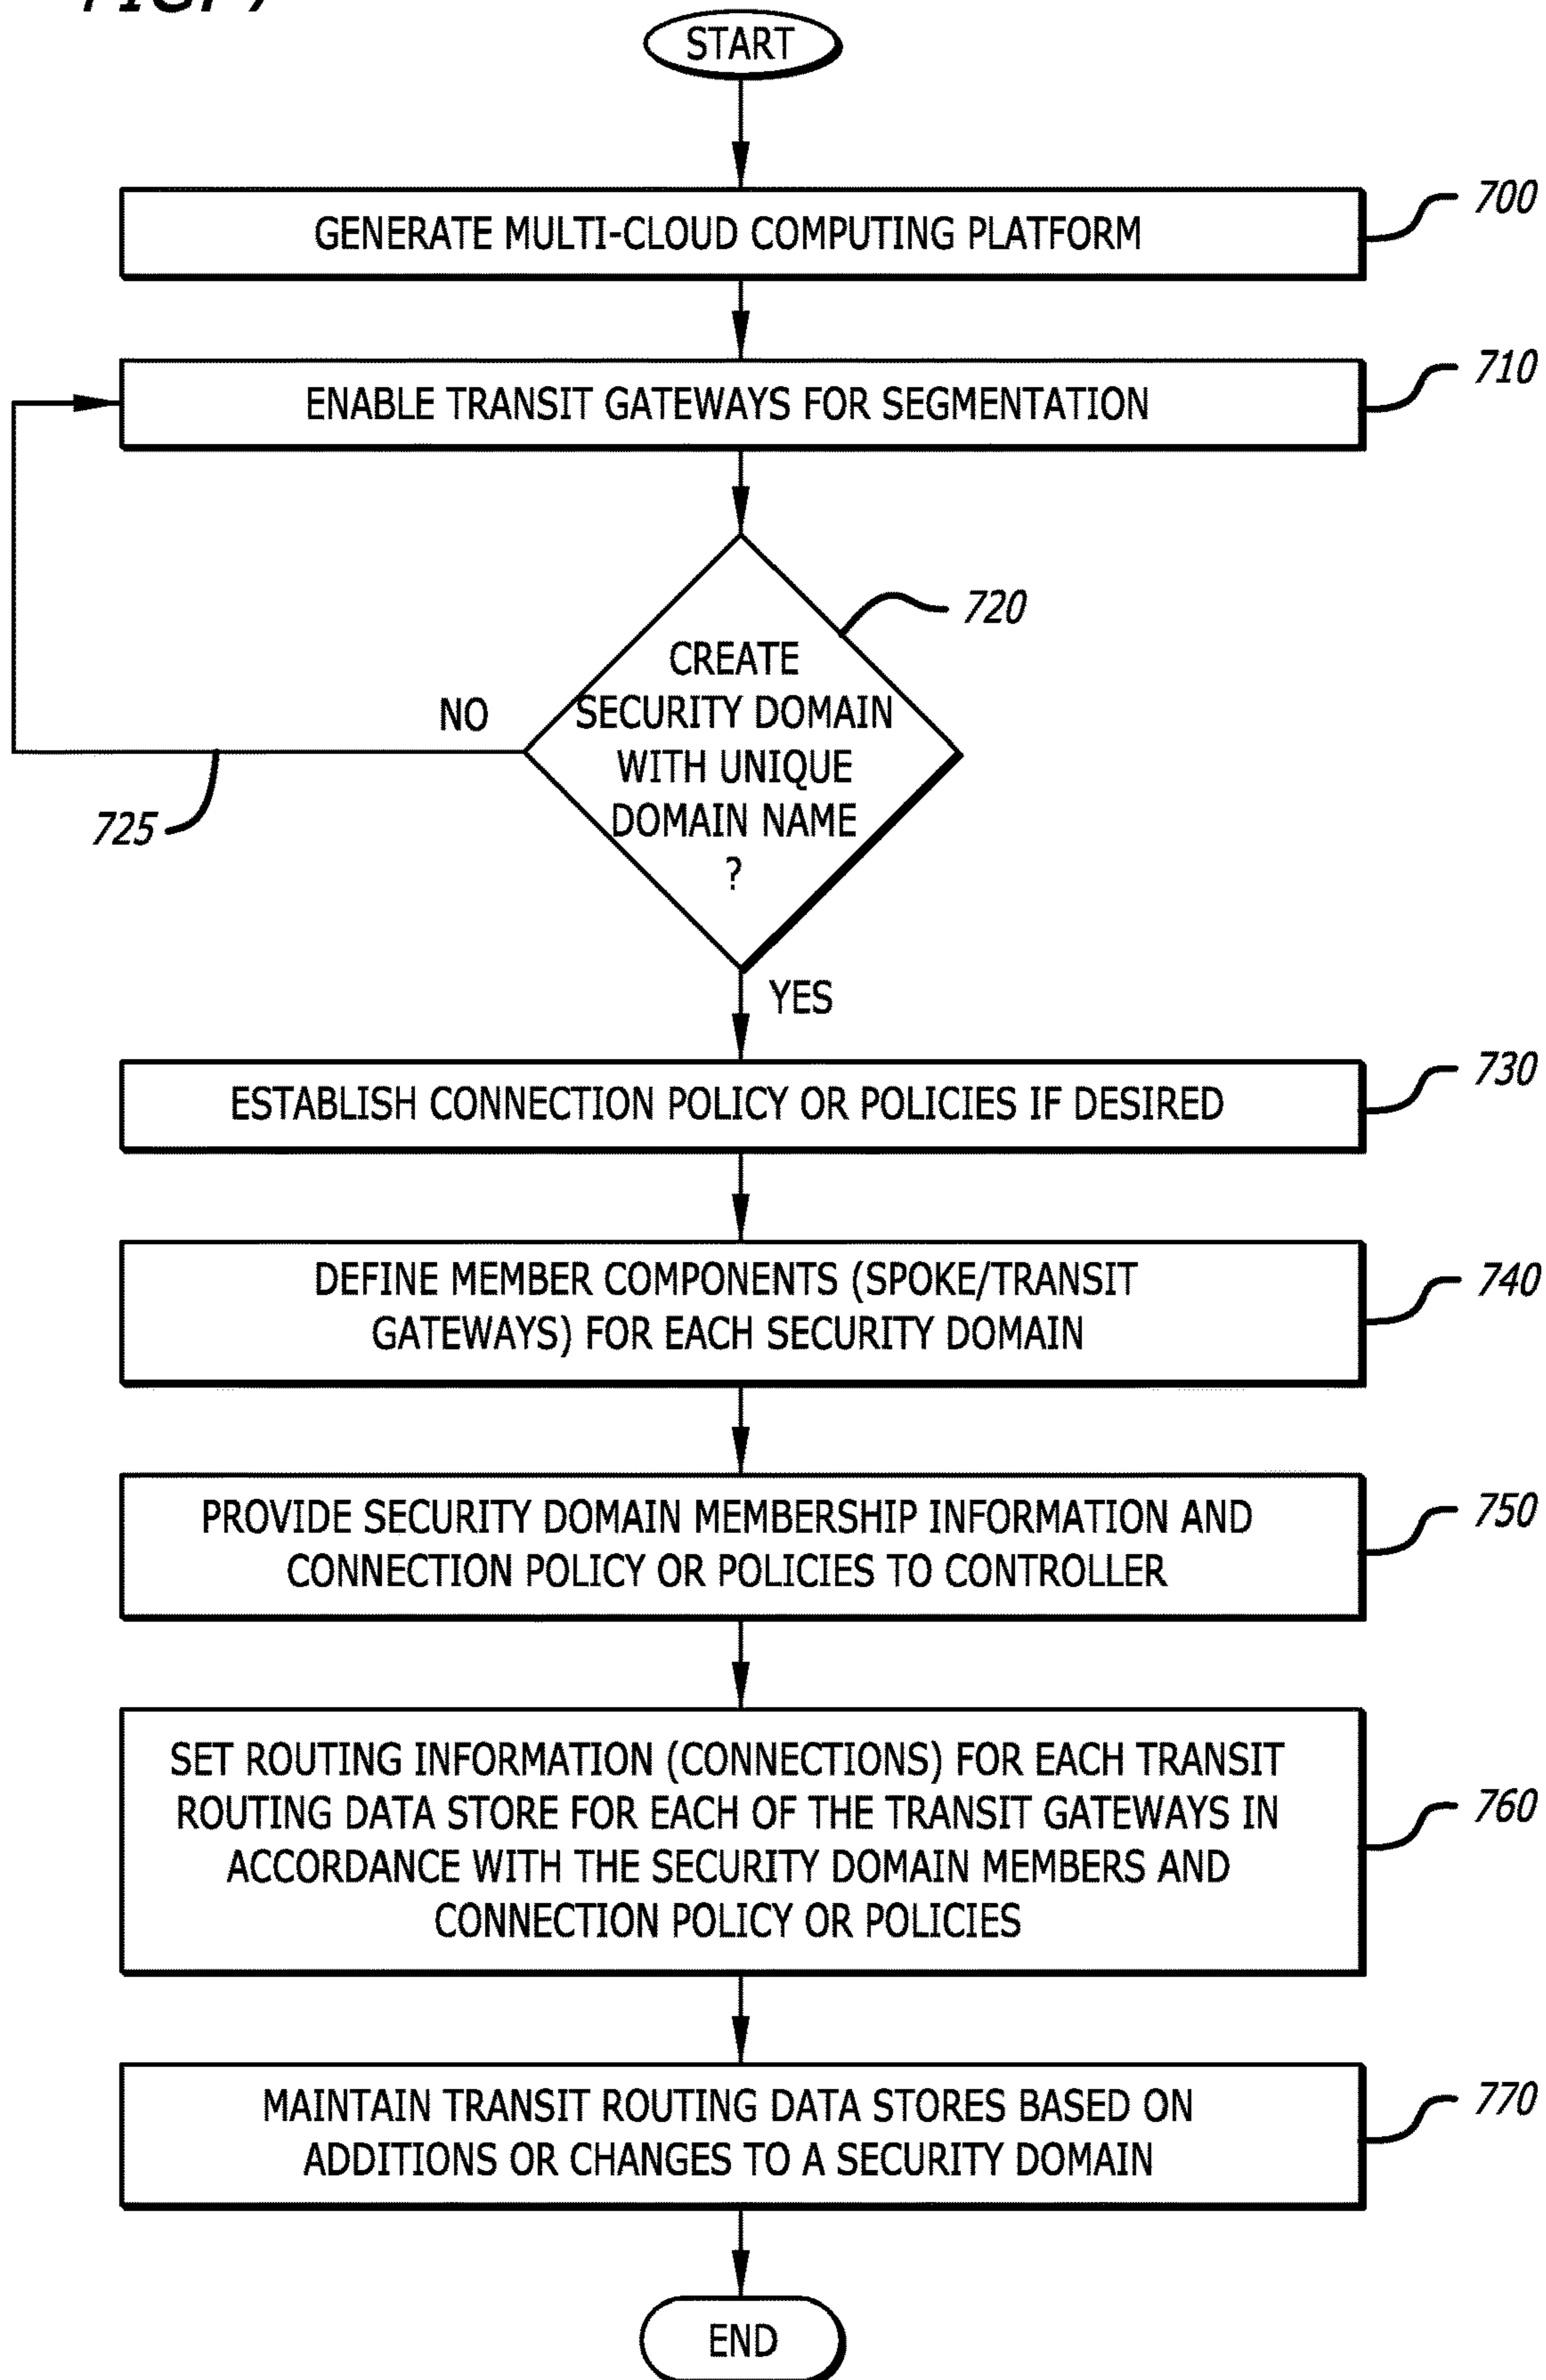 START
GENERATE MULTI-CLOUD COMPUTING PLATFORM
700
ENABLE TRANSIT GATEWAYS FOR SEGMENTATION
710
720
CREATE
SECURITY DOMAIN
WITH UNIQUE
DOMAIN NAME
?
NO
725
YES
ESTABLISH CONNECTION POLICY OR POLICIES IF DESIRED
730
DEFINE MEMBER COMPONENTS (SPOKE/TRANSIT
GATEWAYS) FOR EACH SECURITY DOMAIN
740
PROVIDE SECURITY DOMAIN MEMBERSHIP INFORMATION AND
CONNECTION POLICY OR POLICIES TO CONTROLLER
750
SET ROUTING INFORMATION (CONNECTIONS) FOR EACH TRANSIT
ROUTING DATA STORE FOR EACH OF THE TRANSIT GATEWAYS IN
ACCORDANCE WITH THE SECURITY DOMAIN MEMBERS AND
CONNECTION POLICY OR POLICIES
760
MAINTAIN TRANSIT ROUTING DATA STORES BASED ON
ADDITIONS OR CHANGES TO A SECURITY DOMAIN
770
END